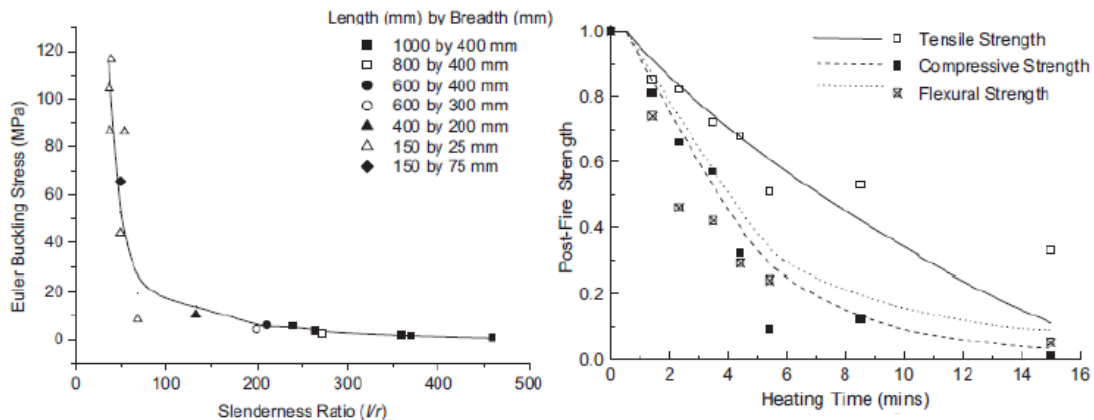 Length (mm) by Breadth (mm)
1000 by 400 mm
800 by 400 mm
600 by 400 mm
600 by 300 mm
400 by 200 mm
150 by 25 mm
150 by 75 mm
Euler Buckling Stress (MPa)
120
100
80
60
40
20
0
0
100
200
300
400
500
Slenderness Ratio (l/r)
Tensile Strength
Compressive Strength
Flexural Strength
Post-Fire Strength
1.0
0.8
0.6
0.4
0.2
0.0
0
2
4
6
8
10
12
14
16
Heating Time (mins)